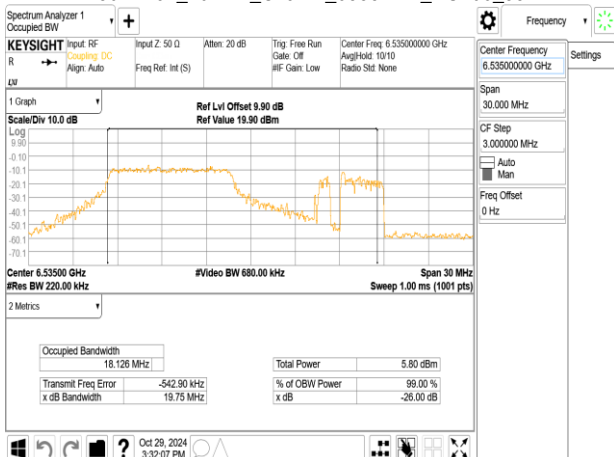 Spectrum Analyzer 1
Occupied BW
Frequency
KEYSIGHT
R
LXI
Input: RF
Coupling: DC
Align: Auto
Input Z: 50 Ω
Freq Ref: Int (S)
Atten: 20 dB
Trig: Free Run
Gate: Off
#IF Gain: Low
Center Freq: 6.535000000 GHz
Avg|Hold: 10/10
Radio Std: None
Center Frequency
6.535000000 GHz
Settings
Span
30.000 MHz
CF Step
3.000000 MHz
Auto
Man
Freq Offset
0 Hz
1 Graph
Scale/Div 10.0 dB
Ref Lvl Offset 9.90 dB
Ref Value 19.90 dBm
Log
9.90
-0.10
-10.1
-20.1
-30.1
-40.1
-50.1
-60.1
-70.1
Center 6.53500 GHz
#Res BW 220.00 kHz
#Video BW 680.00 kHz
Span 30 MHz
Sweep 1.00 ms (1001 pts)
2 Metrics
Occupied Bandwidth
18.126 MHz
Total Power 5.80 dBm
Transmit Freq Error -542.90 kHz
% of OBW Power 99.00 %
x dB Bandwidth 19.75 MHz
x dB -26.00 dB
?
Oct 29, 2024
3:32:07 PM